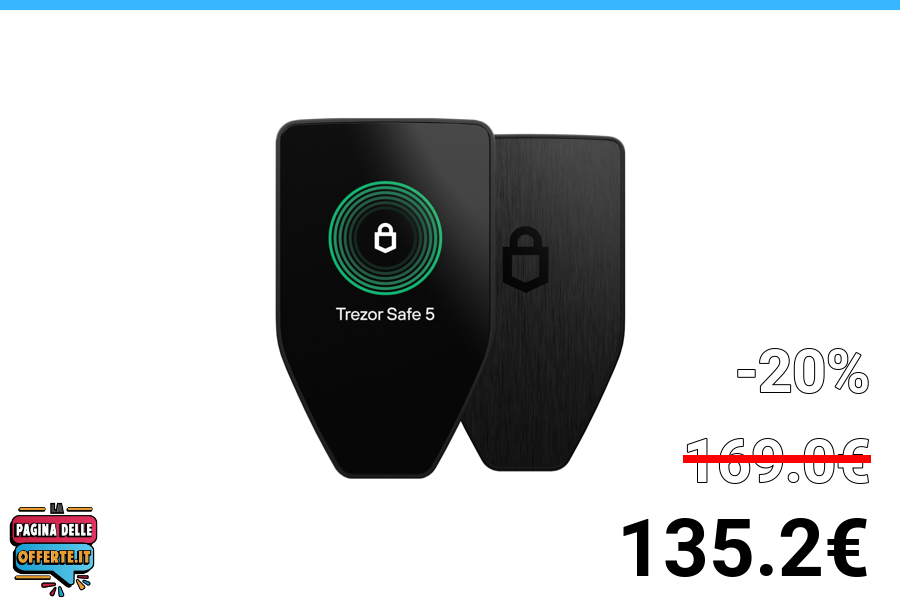 Trezor Safe 5
-20%
169.0€
135.2€
LA
PAGINA DELLE
OFFERTE.IT